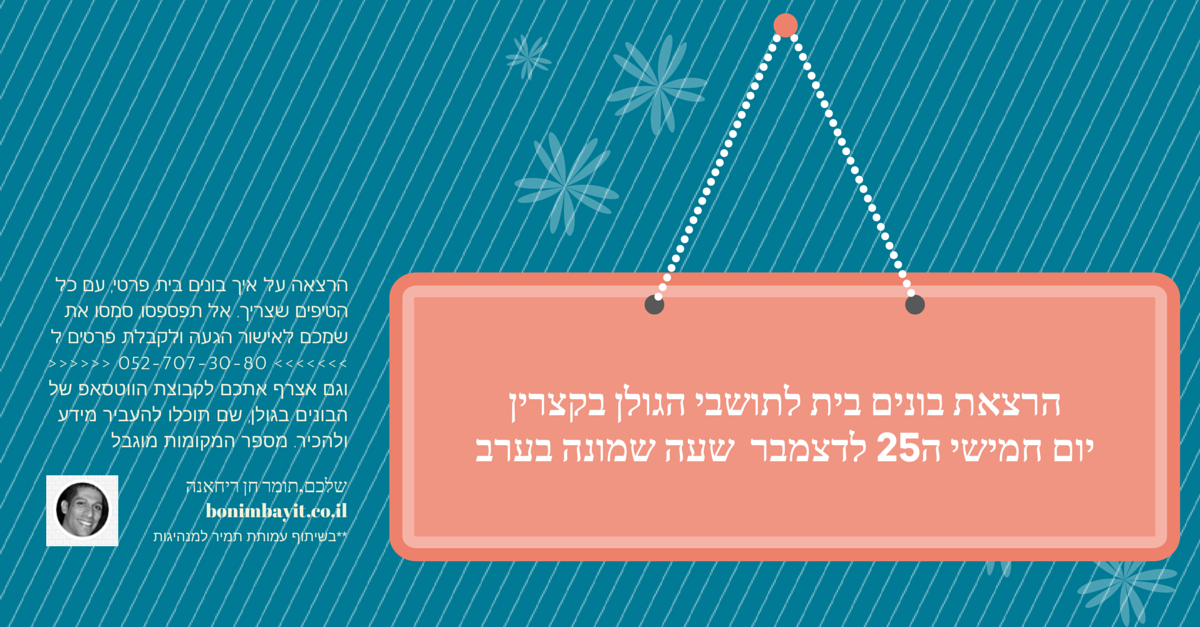 הרצאת בונים בית לתושבי הגולן בקצרין
יום חמישי ה25 לדצמבר שעה שמונה בערב
הרצאה על איך בונים בית פרטי, עם כל
הטיפים שצריך. אל תפספסו, סמסו את
שמכם לאישור הגעה ולקבלת פרטים ל
>>>>>> 052-707-30-80 <<<<<<<
וגם אצרף אתכם לקבוצת הווטסאפ של
הבונים בגולן, שם תוכלו להעביר מידע
ולהכיר. מספר המקומות מוגבל
שלכם,תומר חן ריחאנה
bonimbayit.co.il
**בשיתוף עמותת תמיר למנהיגות